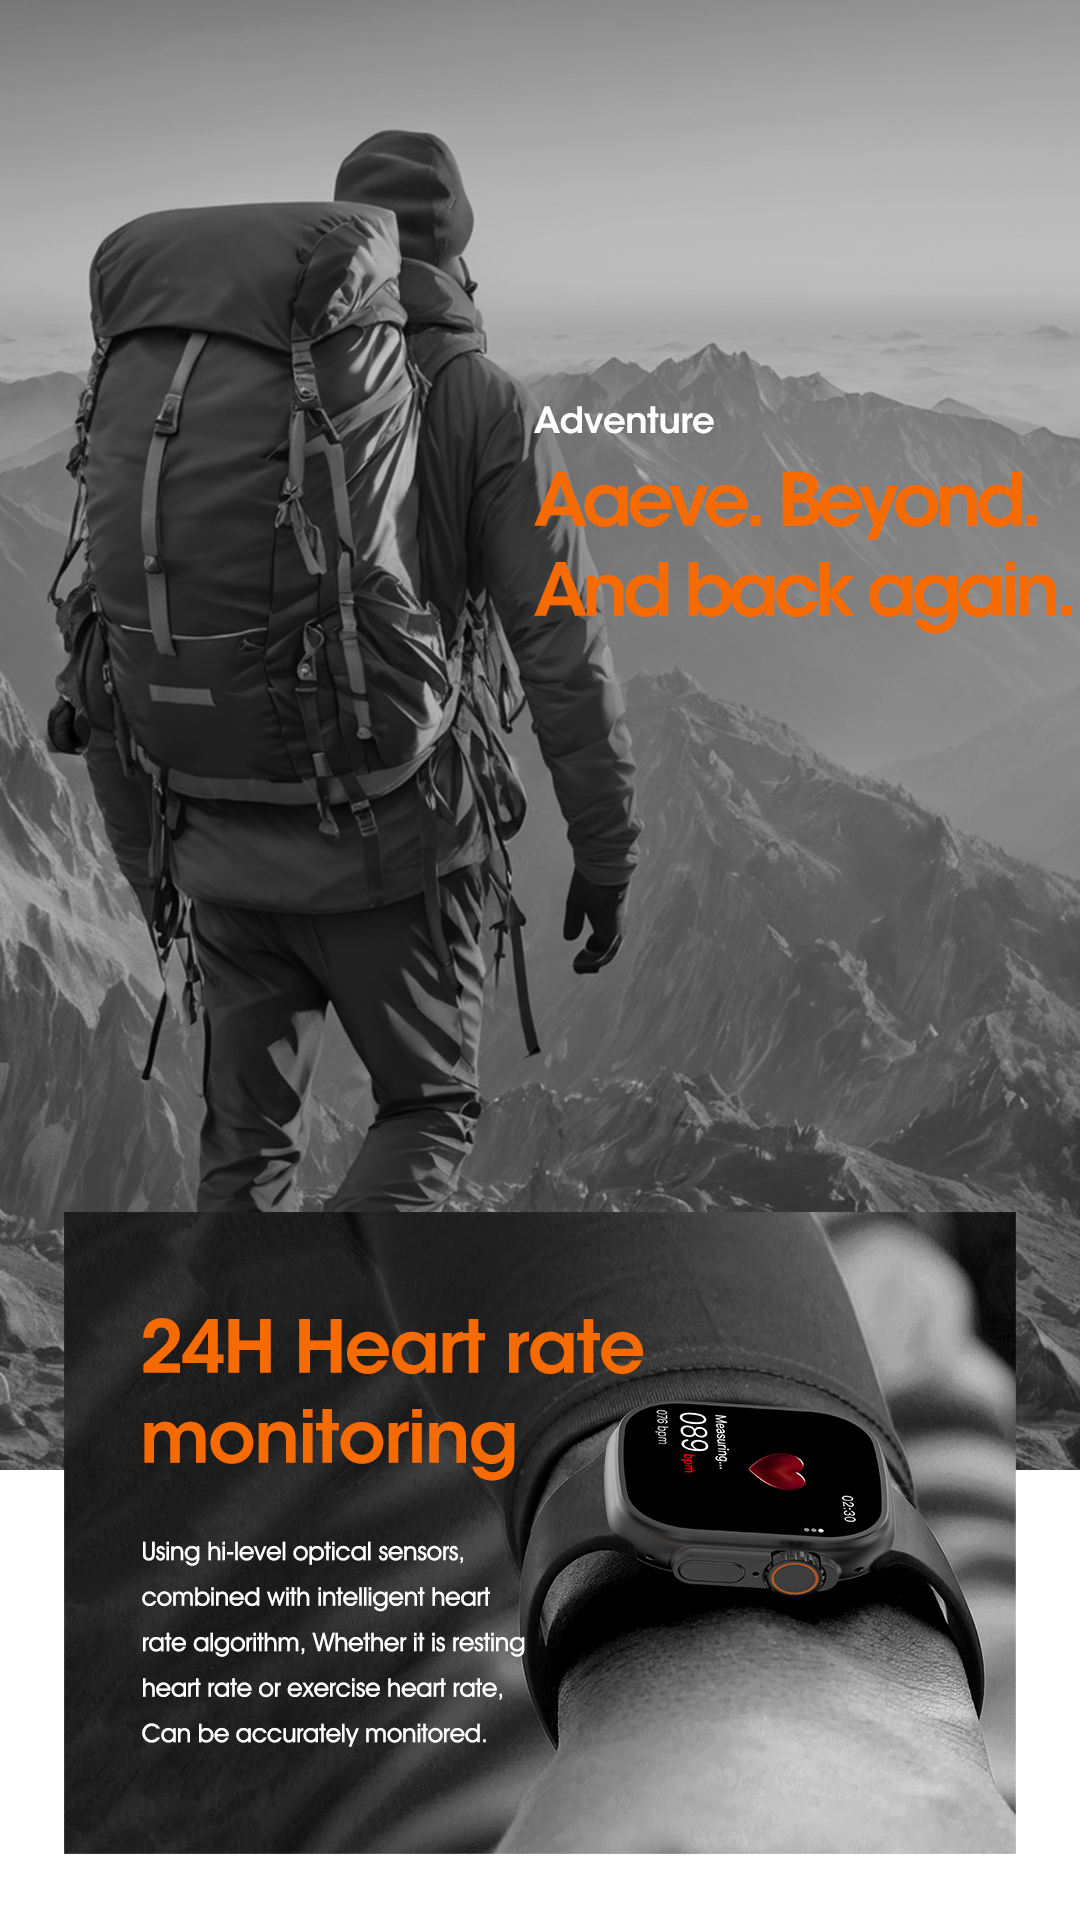 Adventure
Aaeve. Beyond.
And back again.
24H Heart rate
monitoring
Using hi-level optical sensors,
combined with intelligent heart
rate algorithm, Whether it is resting
heart rate or exercise heart rate,
Can be accurately monitored.
02:30
Measuring...
089 bpm
076 bpm